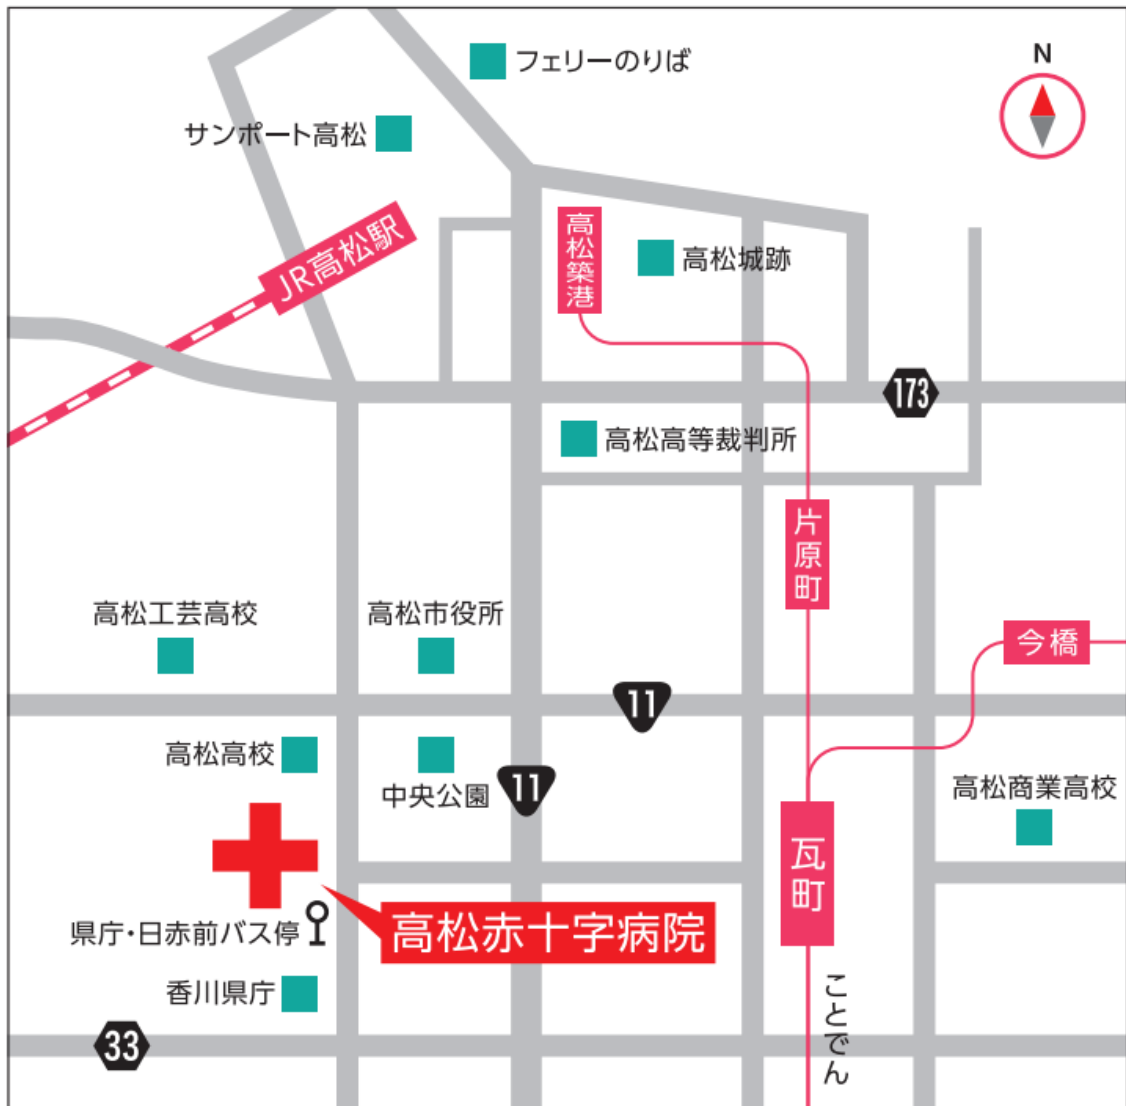 フェリーのりば
N
サンポート高松
JR高松駅
高松築港
高松城跡
173
高松高等裁判所
片原町
高松工芸高校
高松市役所
今橋
11
高松高校
中央公園
11
高松商業高校
瓦町
高松赤十字病院
県庁・日赤前バス停
香川県庁
ことでん
33